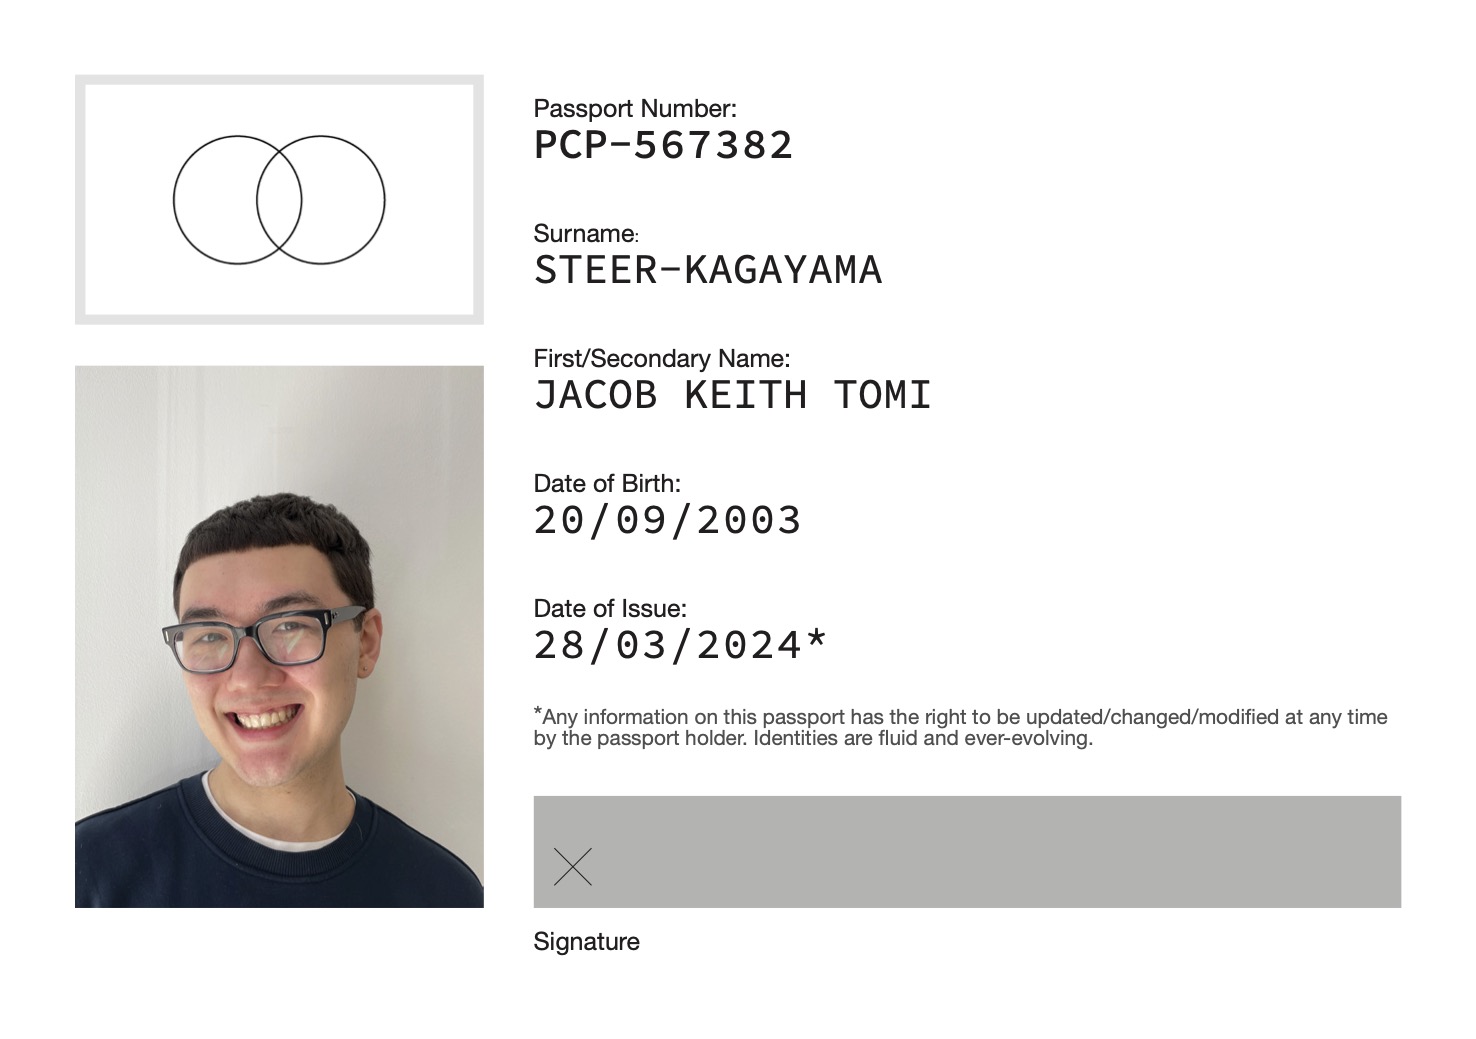 Passport Number:
PCP-567382
Surname:
STEER-KAGAYAMA
First/Secondary Name:
JACOB KEITH TOMI
Date of Birth:
20/09/2003
Date of Issue:
28/03/2024*
*Any information on this passport has the right to be updated/changed/modified at any time
by the passport holder. Identities are fluid and ever-evolving.
Signature